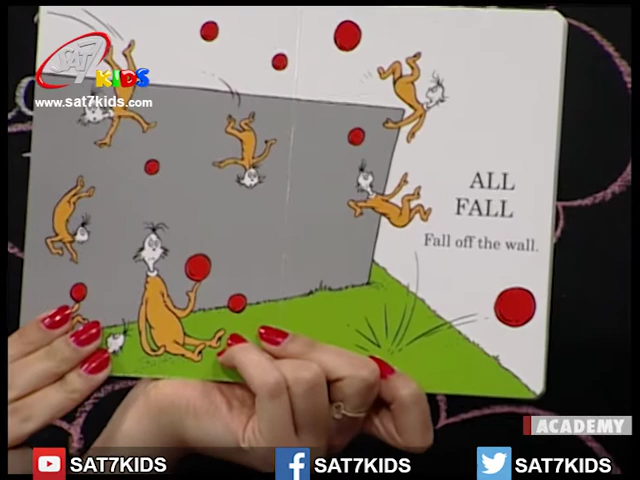 SAT7
KIDS
www.sat7kids.com
ALL
FALL
Fall off the wall.
ACADEMY
SAT7KIDS
SAT7KIDS
SAT7KIDS